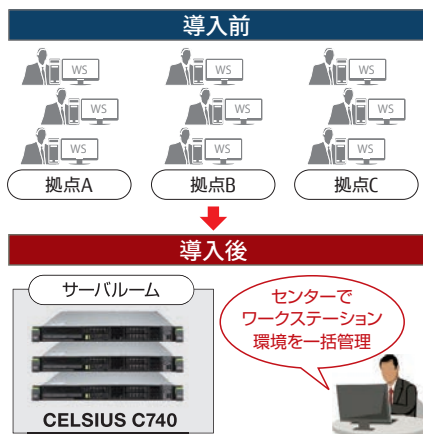 導入前
WS WS WS
WS WS WS
WS WS WS
拠点A 拠点B 拠点C
導入後
サーバルーム
センターで
ワークステーション
環境を一括管理
CELSIUS C740